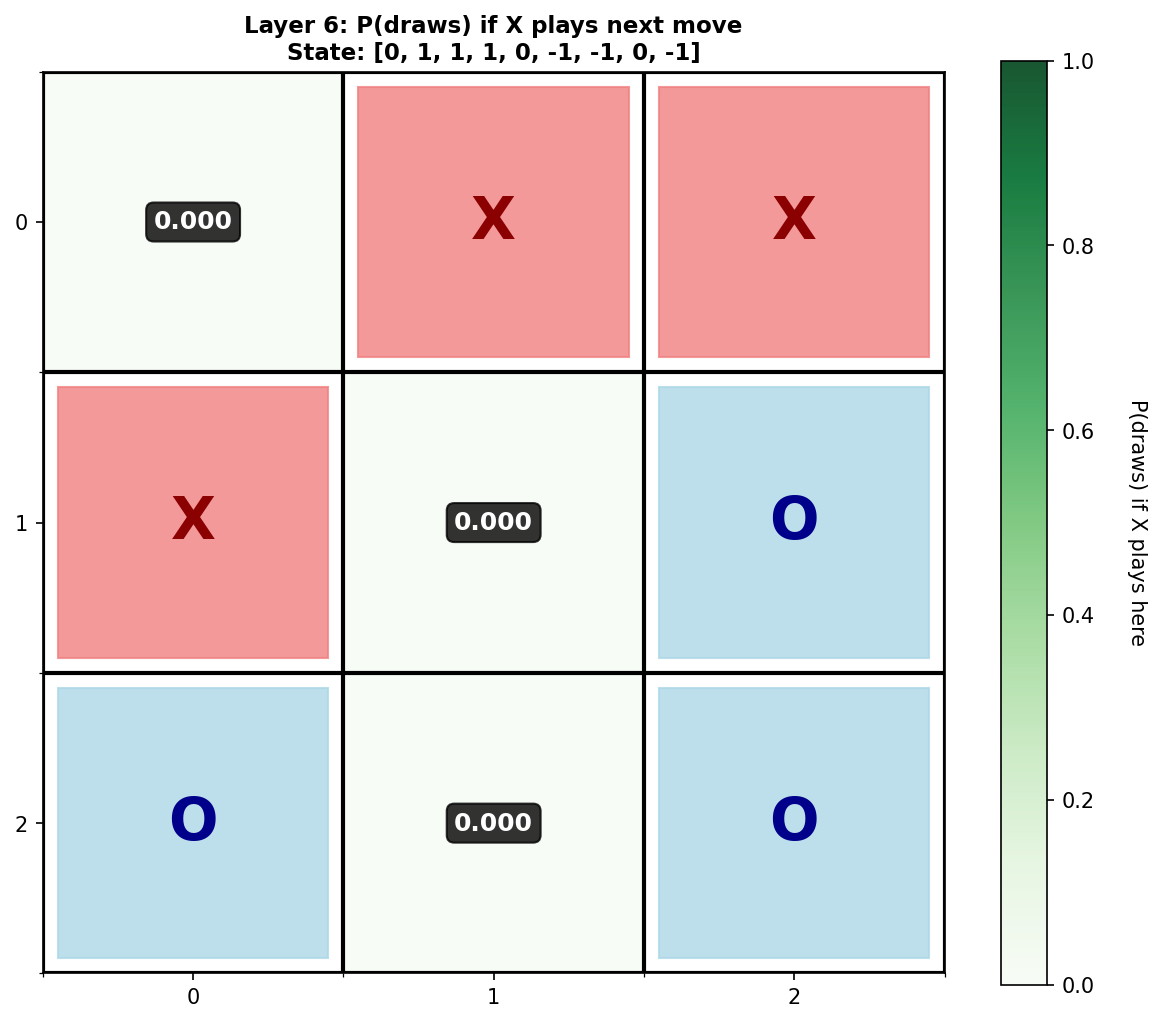 Layer 6: P(draws) if X plays next move
State: [0, 1, 1, 1, 0, -1, -1, 0, -1]
0
0.000
X
X
1
X
0.000
O
2
O
0.000
O
0
1
2
1.0
0.8
0.6
0.4
0.2
0.0
P(draws) if X plays here